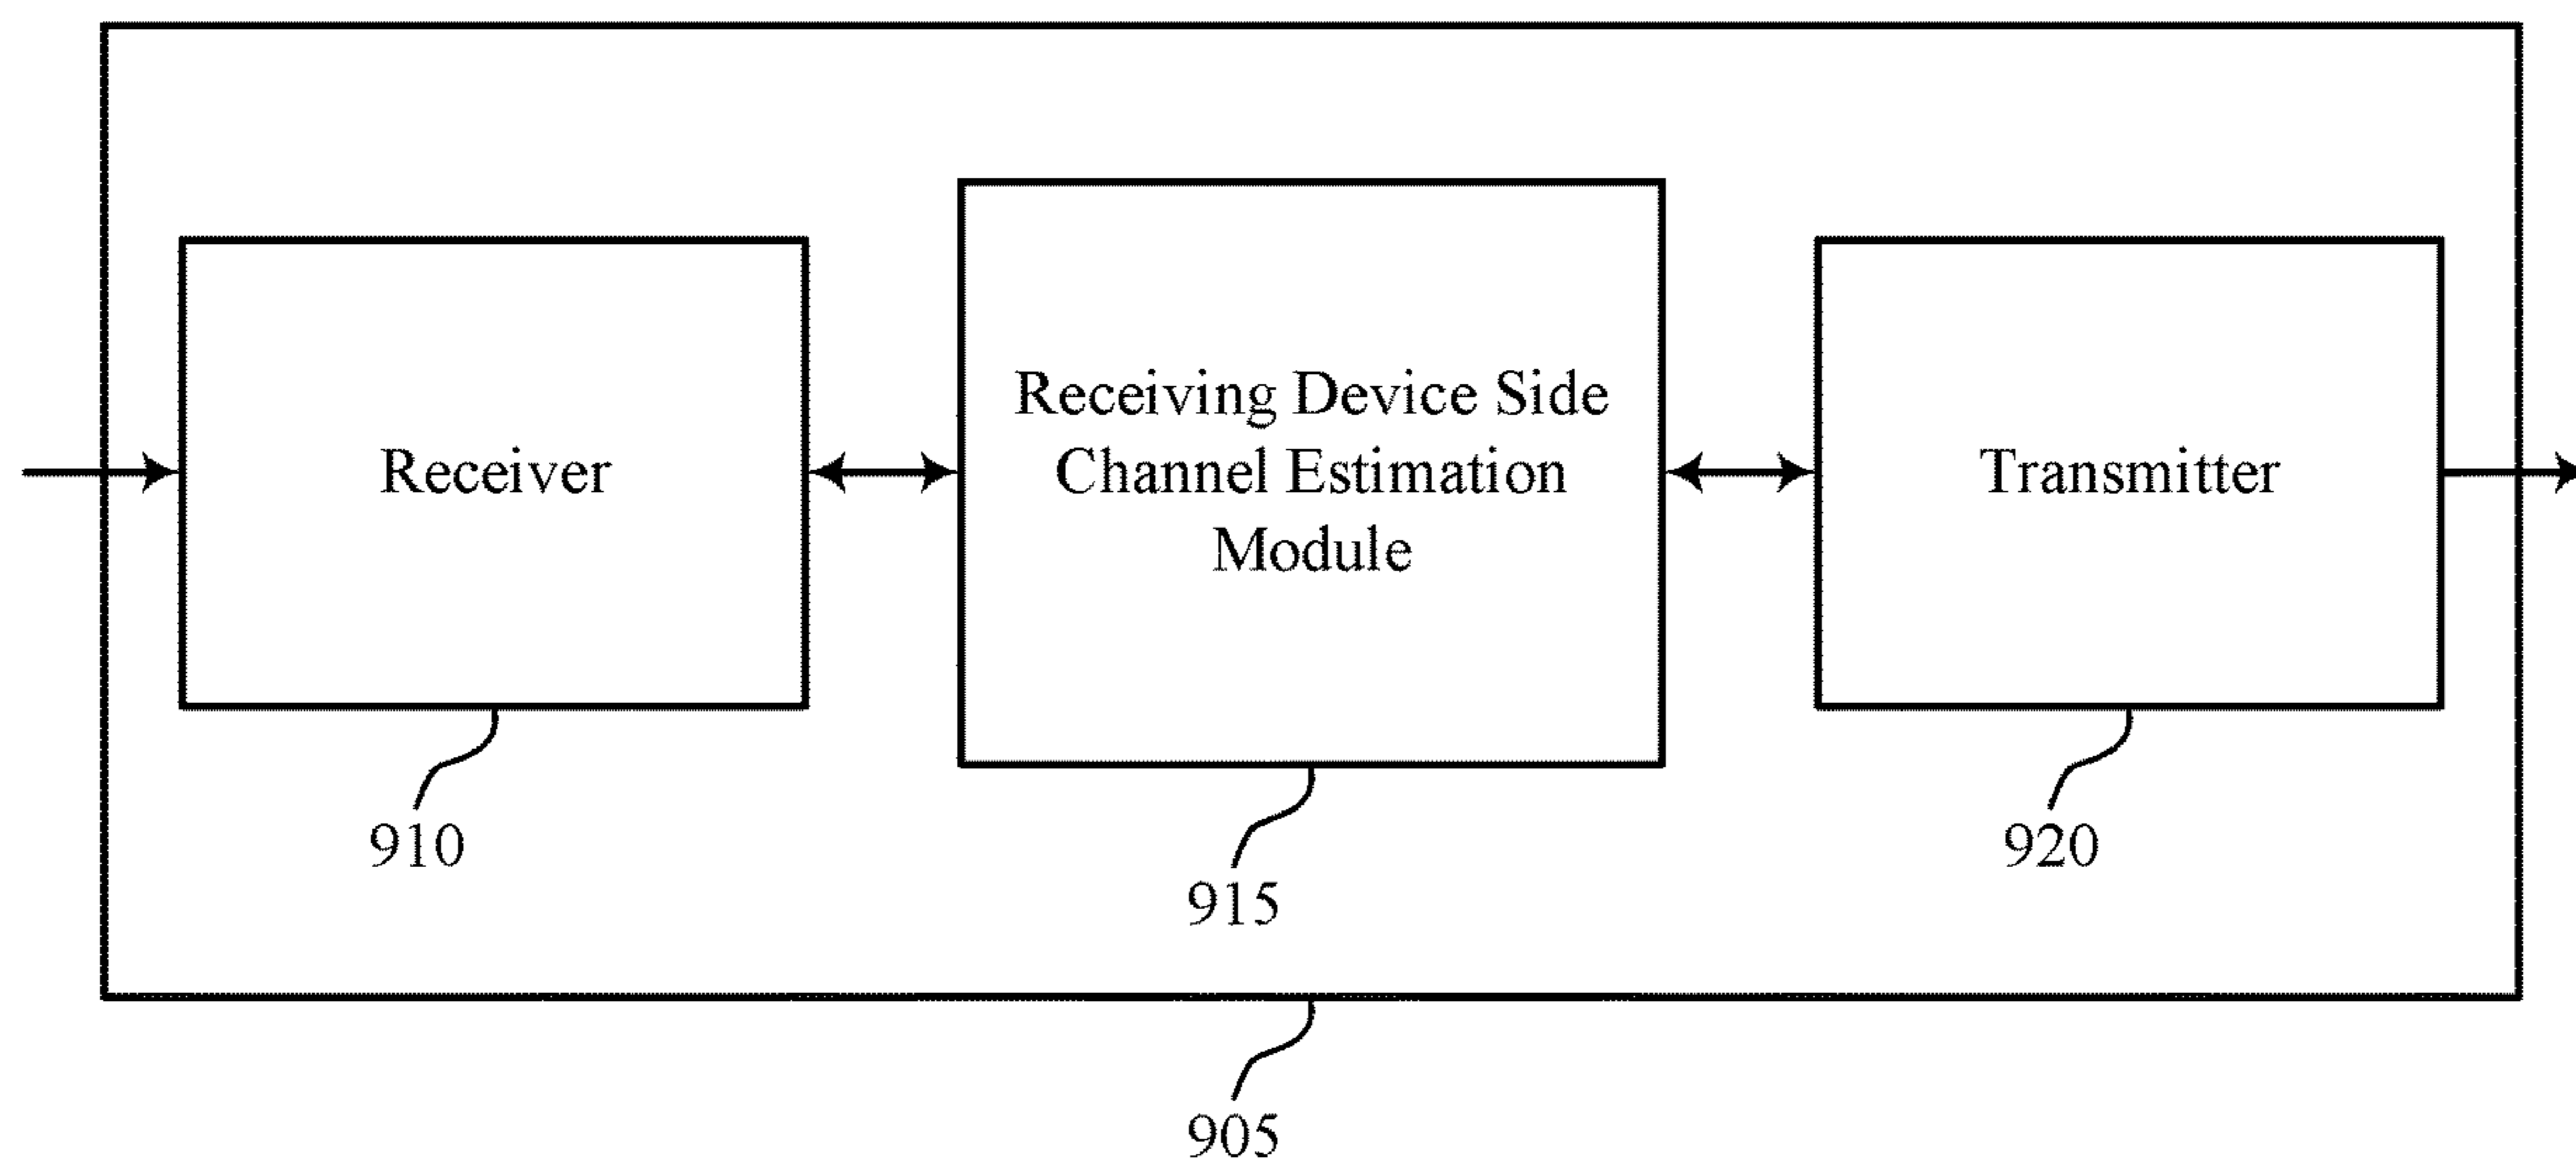 Receiver
Receiving Device Side
Channel Estimation
Module
Transmitter
910
915
920
905